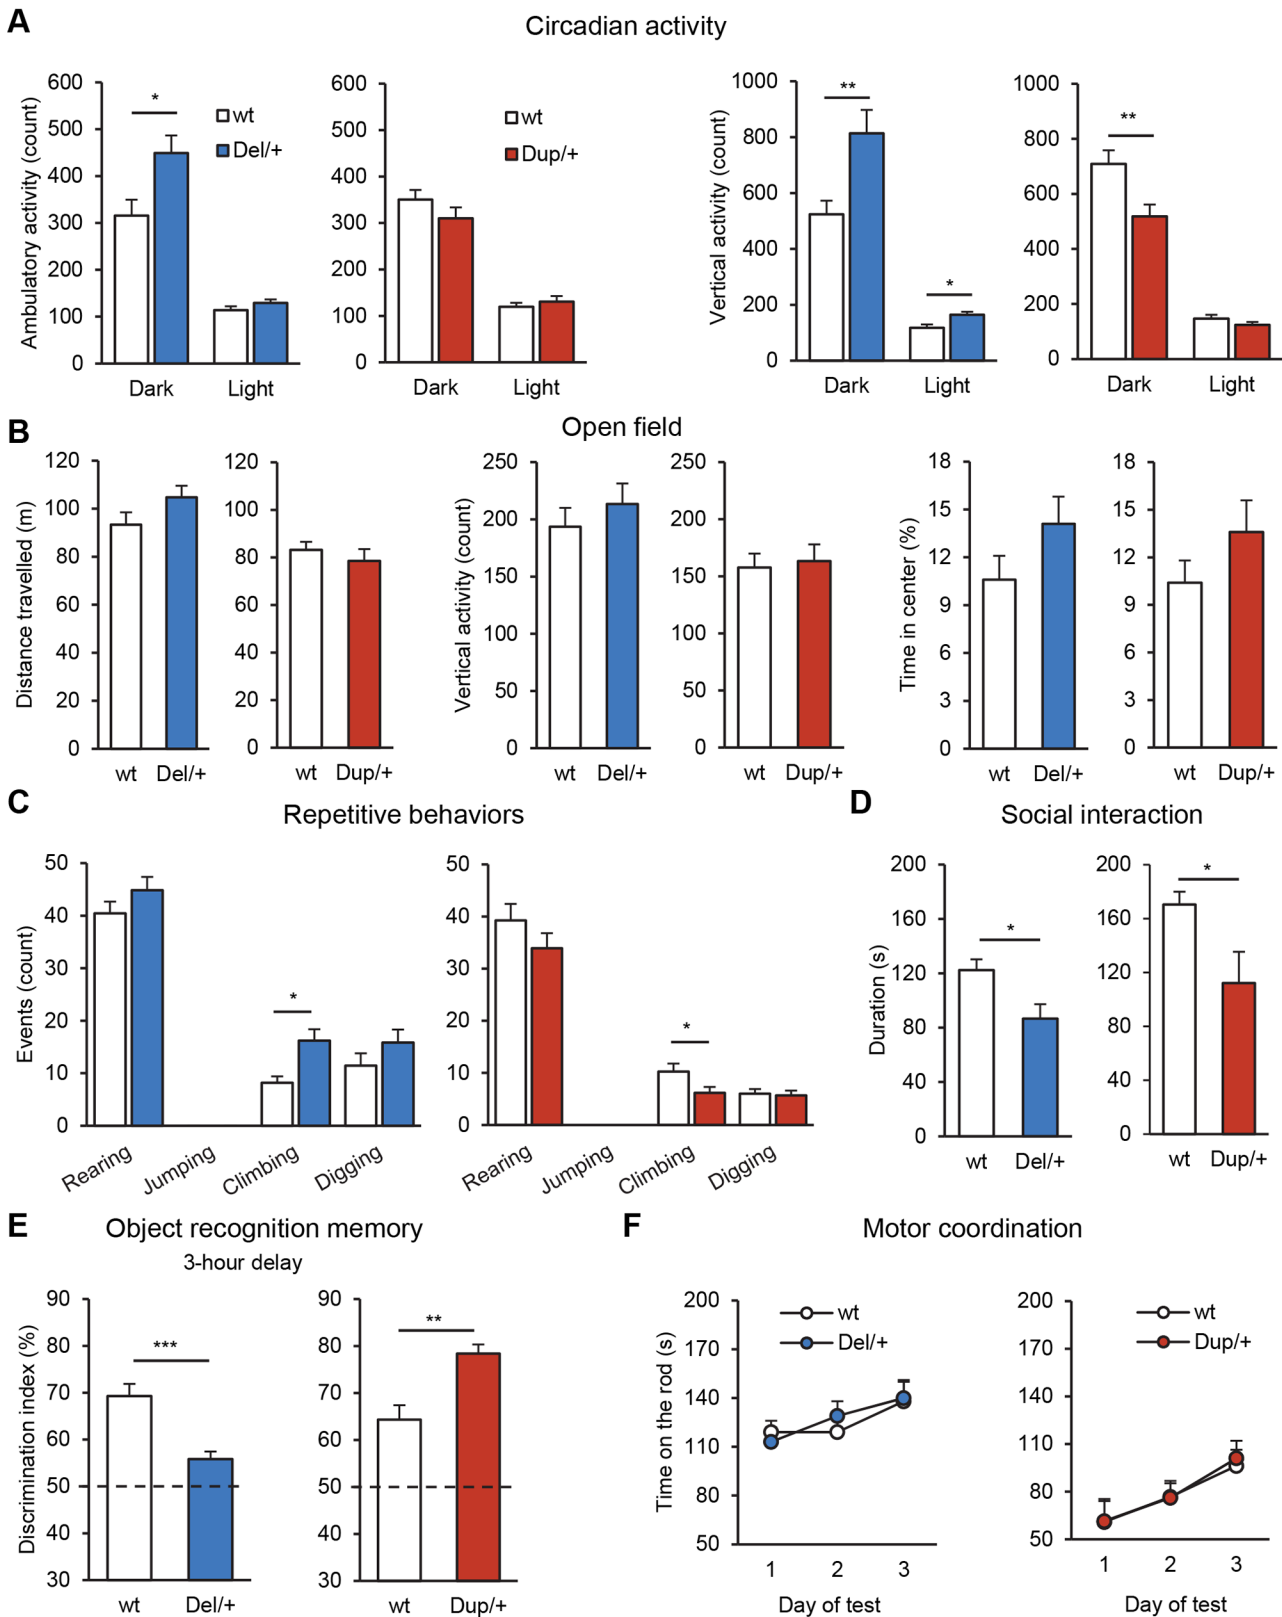 A
Circadian activity
Ambulatory activity (count)
600
500
400
300
200
100
0
*
wt
Del/+
Dark
Light
600
500
400
300
200
100
0
wt
Dup/+
Dark
Light
Vertical activity (count)
1000
800
600
400
200
0
**
*
Dark
Light
1000
800
600
400
200
0
**
Dark
Light
B
Open field
Distance travelled (m)
120
100
80
60
40
20
0
wt
Del/+
120
100
80
60
40
20
0
wt
Dup/+
Vertical activity (count)
250
200
150
100
50
0
wt
Del/+
250
200
150
100
50
0
wt
Dup/+
Time in center (%)
18
15
12
9
6
3
0
wt
Del/+
18
15
12
9
6
3
0
wt
Dup/+
C
Repetitive behaviors
Events (count)
50
40
30
20
10
0
*
Rearing
Jumping
Climbing
Digging
50
40
30
20
10
0
*
Rearing
Jumping
Climbing
Digging
D
Social interaction
Duration (s)
200
160
120
80
40
0
*
wt
Del/+
200
160
120
80
40
0
*
wt
Dup/+
E
Object recognition memory
3-hour delay
Discrimination index (%)
90
80
70
60
50
40
30
***
wt
Del/+
90
80
70
60
50
40
30
**
wt
Dup/+
F
Motor coordination
Time on the rod (s)
200
170
140
110
80
50
wt
Del/+
1
2
3
Day of test
200
170
140
110
80
50
wt
Dup/+
1
2
3
Day of test